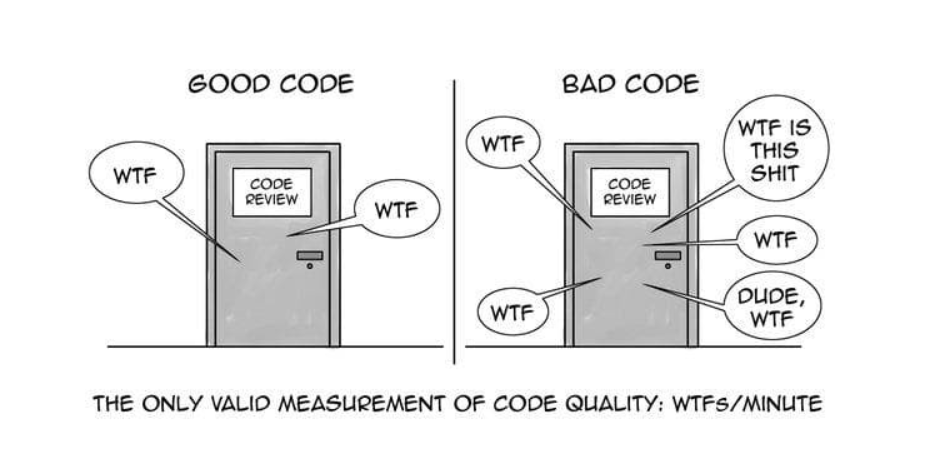 GOOD CODE
WTF
CODE
REVIEW
WTF
BAD CODE
WTF
CODE
REVIEW
WTF IS
THIS
SHIT
WTF
WTF
DUDE,
WTF
THE ONLY VALID MEASUREMENT OF CODE QUALITY: WTFs/MINUTE